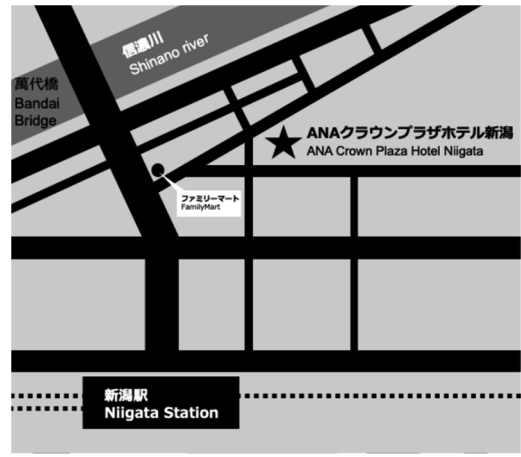 信濃川
Shinano river
萬代橋
Bandai
Bridge
ANAクラウンプラザホテル新潟
ANA Crown Plaza Hotel Niigata
ファミリーマート
FamilyMart
新潟駅
Niigata Station